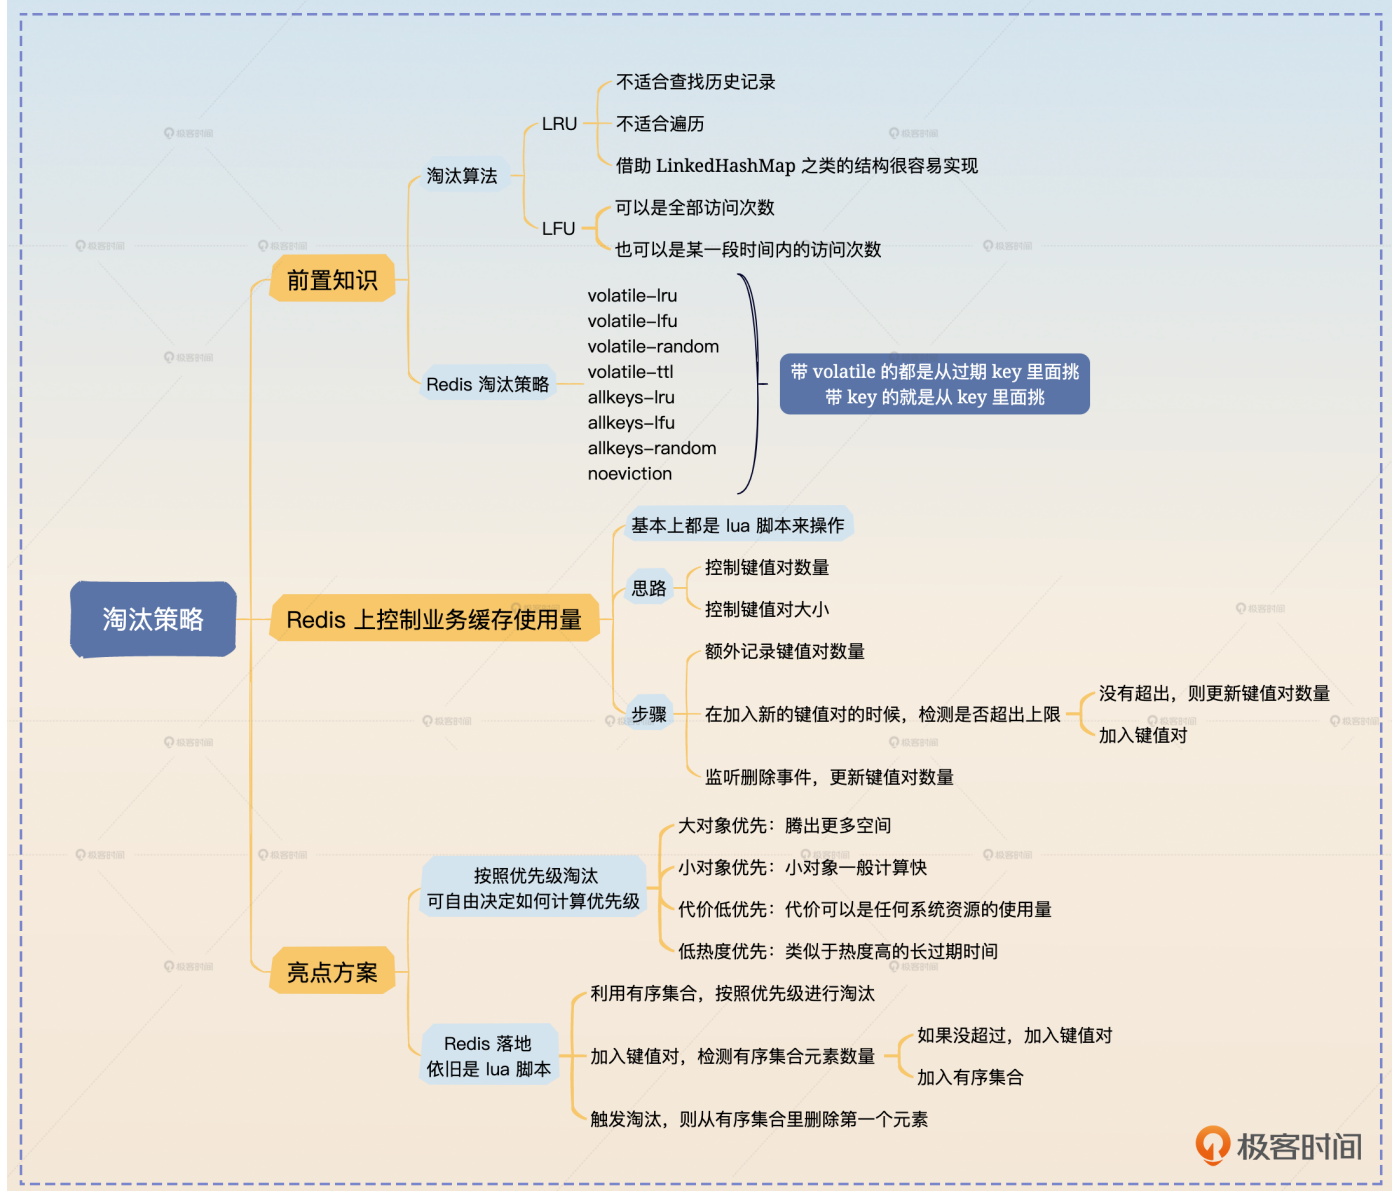 淘汰策略
前置知识
淘汰算法
LRU
不适合查找历史记录
不适合遍历
借助 LinkedHashMap 之类的结构很容易实现
LFU
可以是全部访问次数
也可以是某一段时间内的访问次数
Redis 淘汰策略
volatile-lru
volatile-lfu
volatile-random
volatile-ttl
allkeys-lru
allkeys-lfu
allkeys-random
noeviction
带 volatile 的都是从过期 key 里面挑
带 key 的就是从 key 里面挑
Redis 上控制业务缓存使用量
基本上都是 lua 脚本来操作
思路
控制键值对数量
控制键值对大小
步骤
额外记录键值对数量
在加入新的键值对的时候，检测是否超出上限
没有超出，则更新键值对数量
加入键值对
监听删除事件，更新键值对数量
亮点方案
按照优先级淘汰
可自由决定如何计算优先级
大对象优先：腾出更多空间
小对象优先：小对象一般计算快
代价低优先：代价可以是任何系统资源的使用量
低热度优先：类似于热度高的长过期时间
Redis 落地
依旧是 lua 脚本
利用有序集合，按照优先级进行淘汰
加入键值对，检测有序集合元素数量
如果没超过，加入键值对
加入有序集合
触发淘汰，则从有序集合里删除第一个元素
极客时间